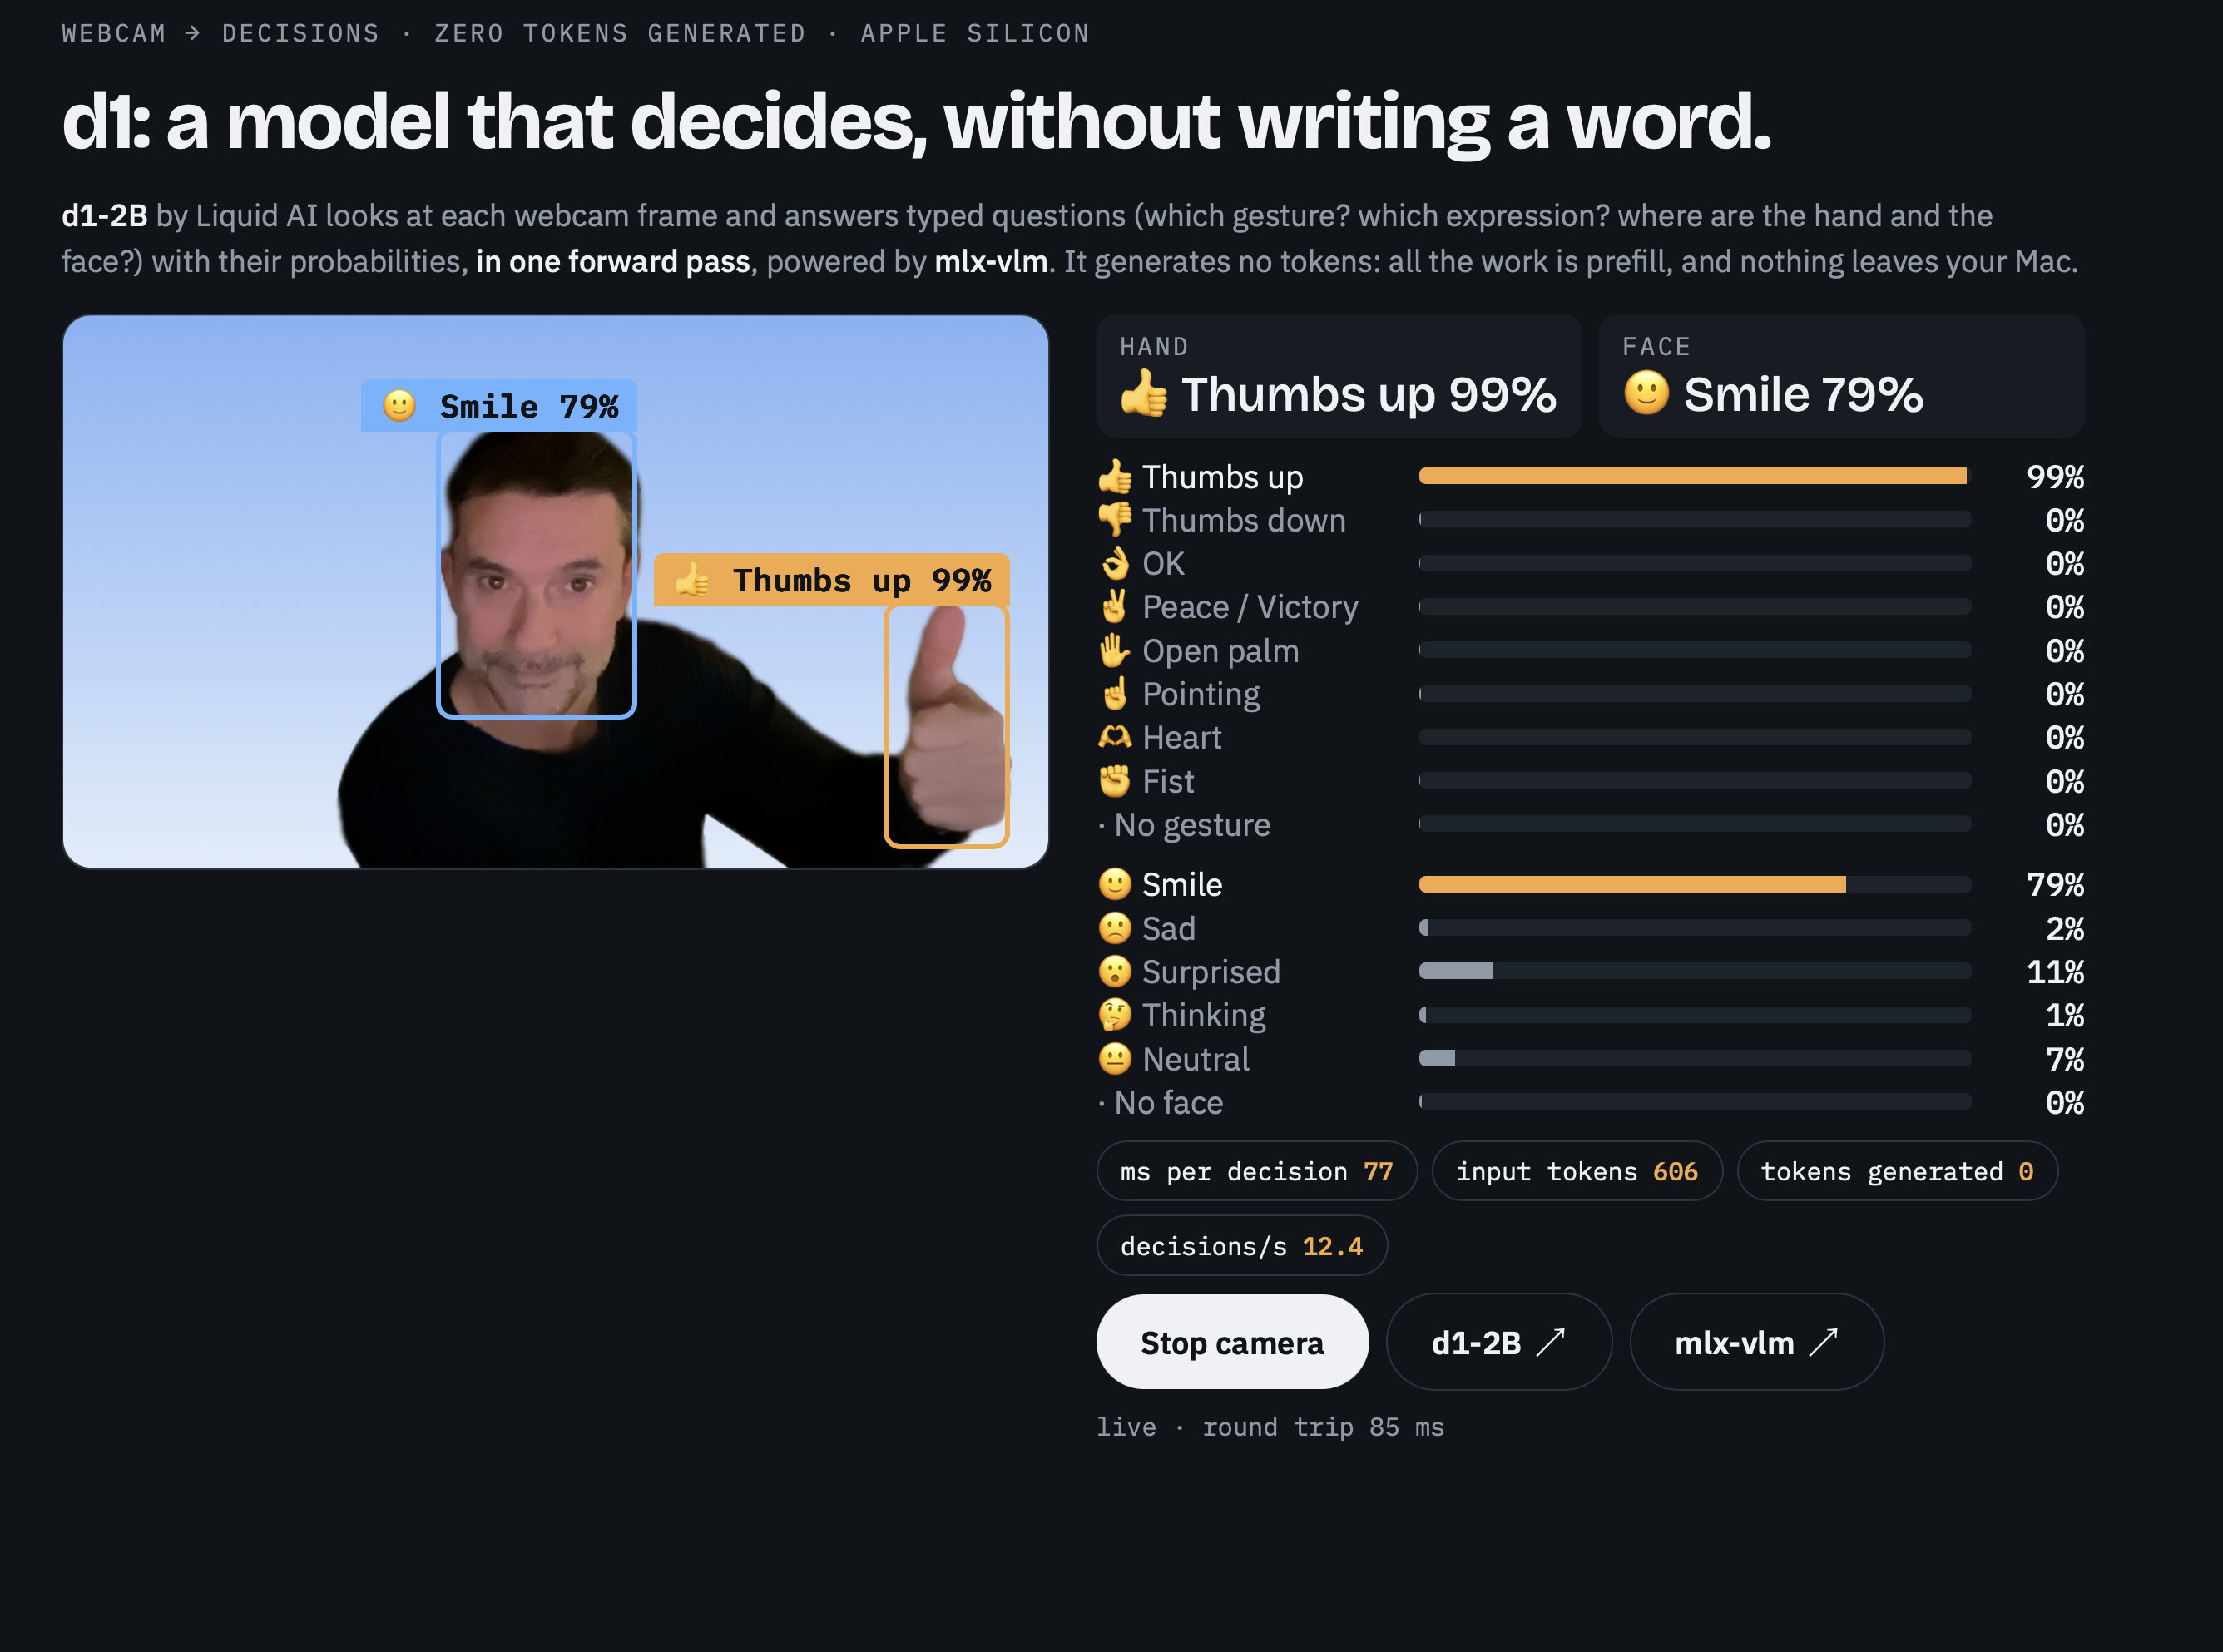 WEBCAM → DECISIONS · ZERO TOKENS GENERATED · APPLE SILICON
d1: a model that decides, without writing a word.
d1-2B by Liquid AI looks at each webcam frame and answers typed questions (which gesture? which expression? where are the hand and the
face?) with their probabilities, in one forward pass, powered by mlx-vlm. It generates no tokens: all the work is prefill, and nothing leaves your Mac.
🙂 Smile 79%
👍 Thumbs up 99%
HAND
👍 Thumbs up 99%
FACE
🙂 Smile 79%
👍 Thumbs up 99%
👎 Thumbs down 0%
👌 OK 0%
✌️ Peace / Victory 0%
✋ Open palm 0%
☝️ Pointing 0%
🫶 Heart 0%
✊ Fist 0%
· No gesture 0%
🙂 Smile 79%
🙁 Sad 2%
😮 Surprised 11%
🤔 Thinking 1%
😐 Neutral 7%
· No face 0%
ms per decision 77
input tokens 606
tokens generated 0
decisions/s 12.4
Stop camera
d1-2B ↗
mlx-vlm ↗
live · round trip 85 ms